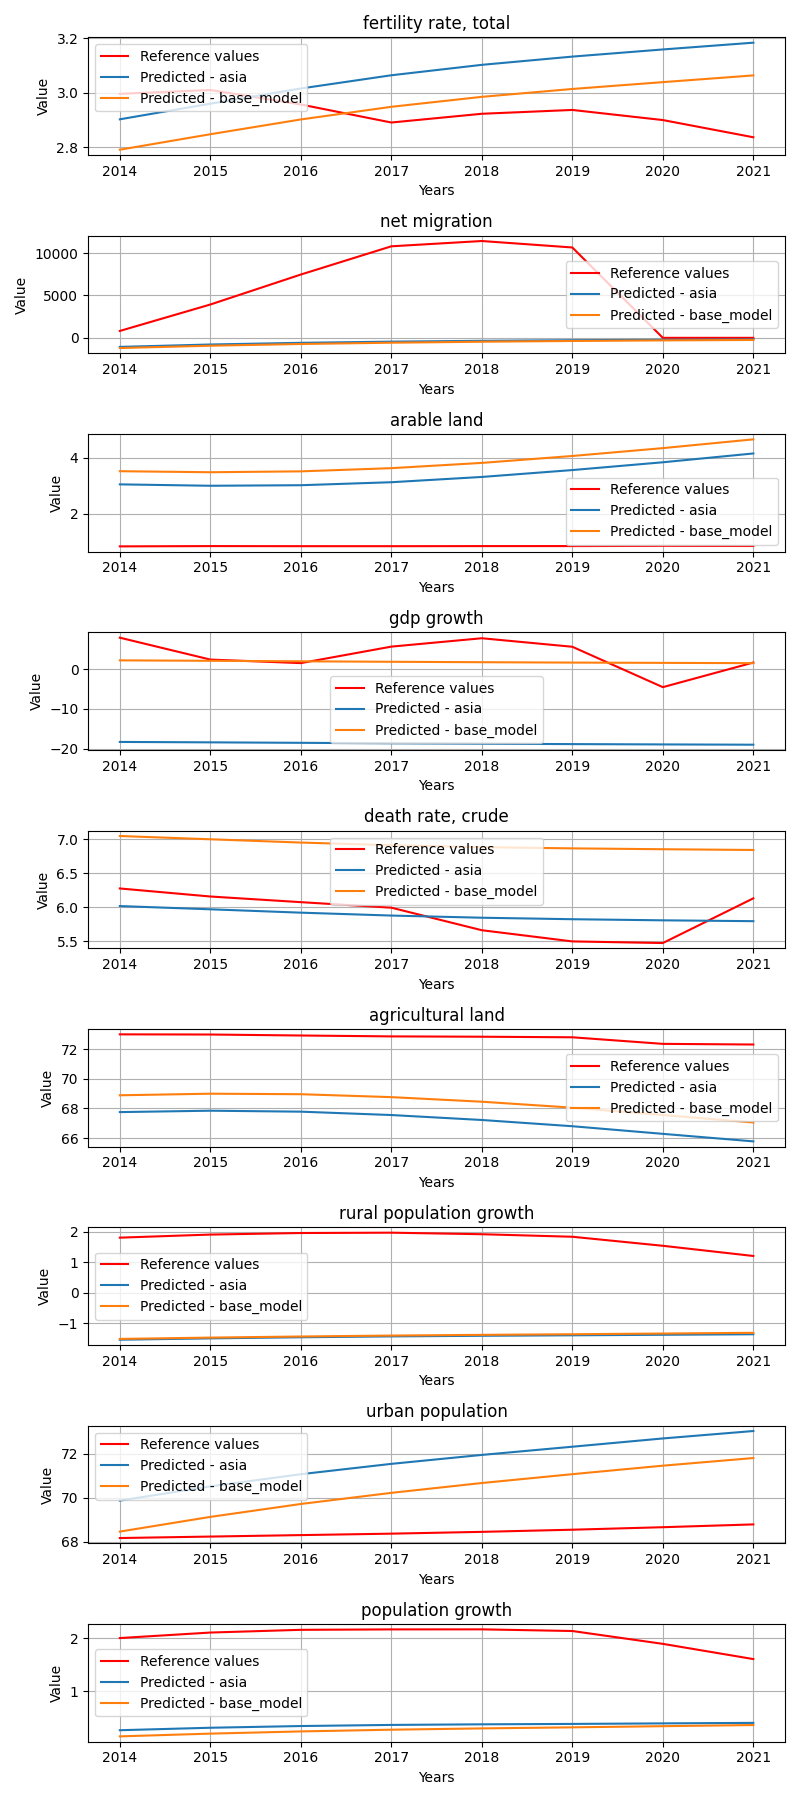 fertility rate, total
3.2
3.0
2.8
Value
Reference values
Predicted - asia
Predicted - base_model
2014 2015 2016 2017 2018 2019 2020 2021
Years
net migration
10000
5000
0
Value
Reference values
Predicted - asia
Predicted - base_model
2014 2015 2016 2017 2018 2019 2020 2021
Years
arable land
4
2
Value
Reference values
Predicted - asia
Predicted - base_model
2014 2015 2016 2017 2018 2019 2020 2021
Years
gdp growth
0
−10
−20
Value
Reference values
Predicted - asia
Predicted - base_model
2014 2015 2016 2017 2018 2019 2020 2021
Years
death rate, crude
7.0
6.5
6.0
5.5
Value
Reference values
Predicted - asia
Predicted - base_model
2014 2015 2016 2017 2018 2019 2020 2021
Years
agricultural land
72
70
68
66
Value
Reference values
Predicted - asia
Predicted - base_model
2014 2015 2016 2017 2018 2019 2020 2021
Years
rural population growth
2
1
0
−1
Value
Reference values
Predicted - asia
Predicted - base_model
2014 2015 2016 2017 2018 2019 2020 2021
Years
urban population
72
70
68
Value
Reference values
Predicted - asia
Predicted - base_model
2014 2015 2016 2017 2018 2019 2020 2021
Years
population growth
2
1
Value
Reference values
Predicted - asia
Predicted - base_model
2014 2015 2016 2017 2018 2019 2020 2021
Years